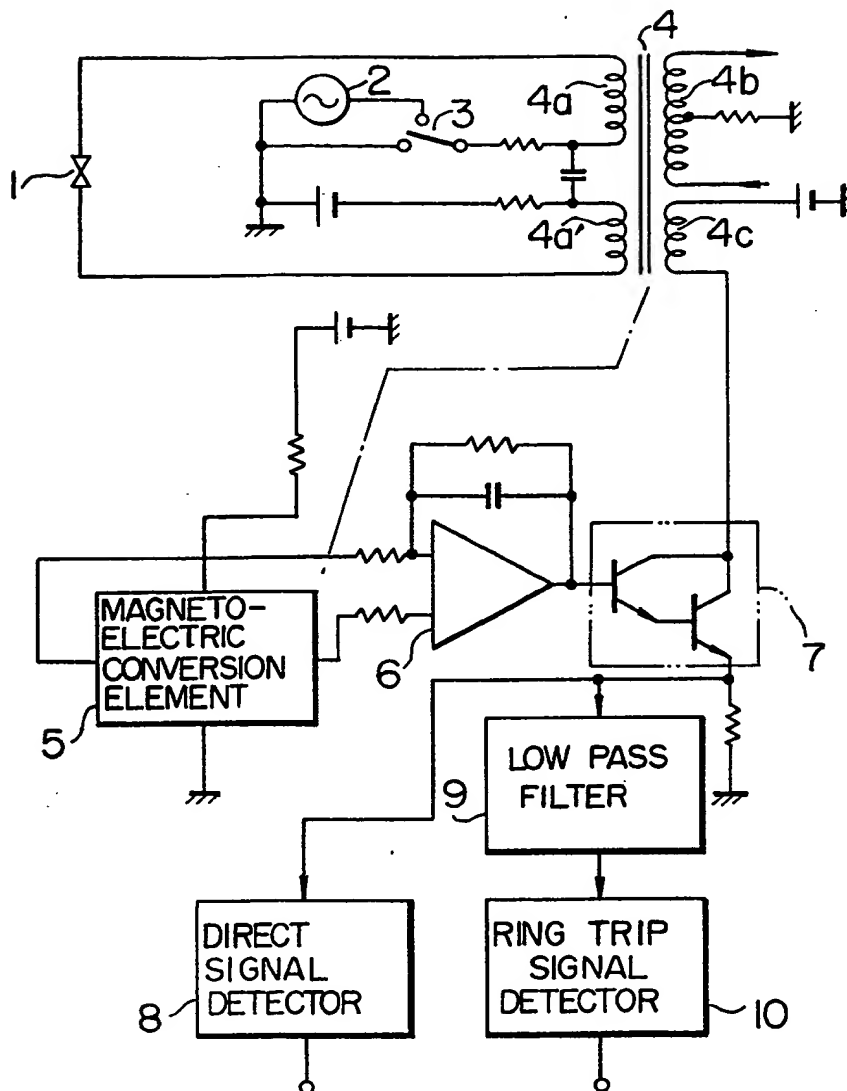 4
2
4a
4b
3
1
4a'
4c
MAGNETO-
ELECTRIC
CONVERSION
ELEMENT
5
6
7
LOW PASS
FILTER
9
DIRECT
SIGNAL
DETECTOR
8
RING TRIP
SIGNAL
DETECTOR
10